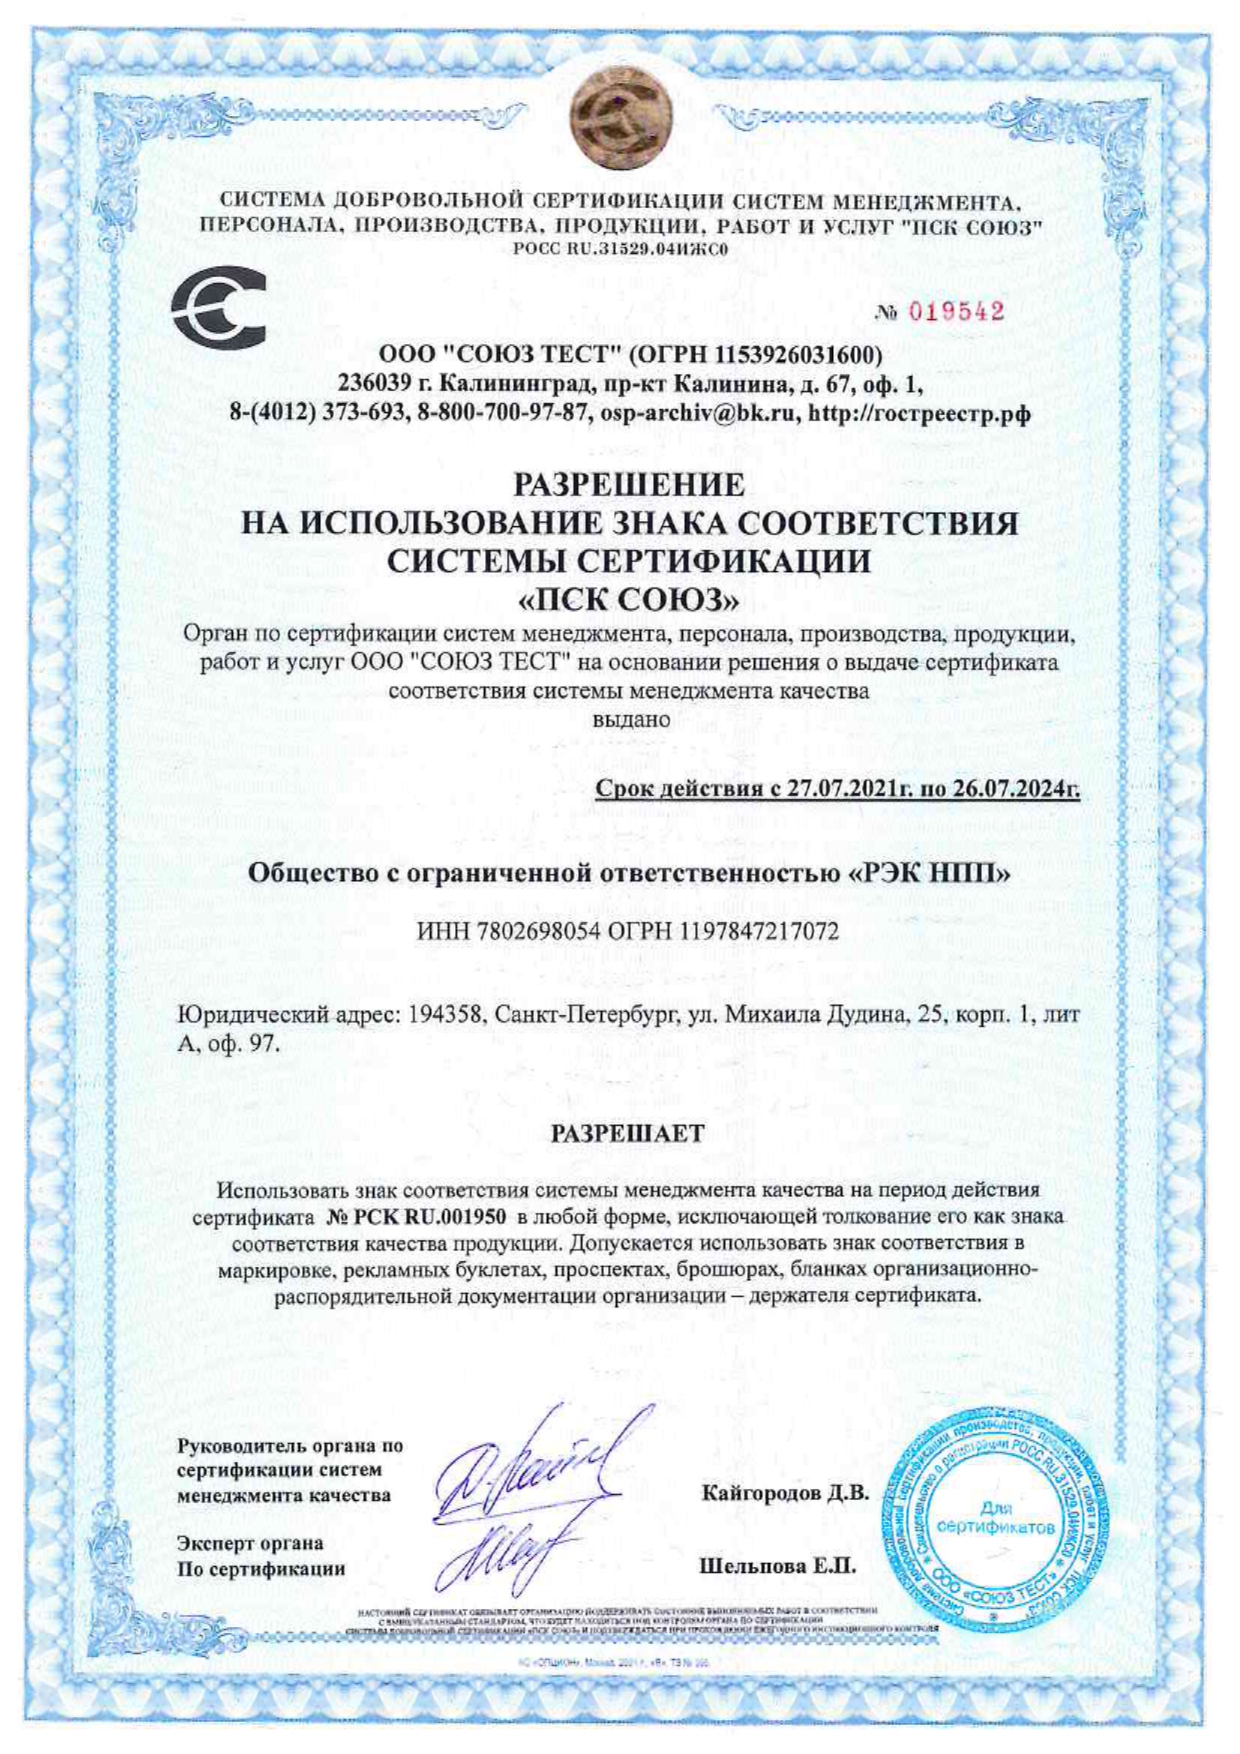 СИСТЕМА ДОБРОВОЛЬНОЙ СЕРТИФИКАЦИИ СИСТЕМ МЕНЕДЖМЕНТА,
ПЕРСОНАЛА, ПРОИЗВОДСТВА, ПРОДУКЦИИ, РАБОТ И УСЛУГ "ПСК СОЮЗ"
РОСС RU.31529.04ИЖС0
№ 019542
ООО "СОЮЗ ТЕСТ" (ОГРН 1153926031600)
236039 г. Калининград, пр-кт Калинина, д. 67, оф. 1,
8-(4012) 373-693, 8-800-700-97-87, osp-archiv@bk.ru, http://гостреестр.рф
РАЗРЕШЕНИЕ
НА ИСПОЛЬЗОВАНИЕ ЗНАКА СООТВЕТСТВИЯ
СИСТЕМЫ СЕРТИФИКАЦИИ
«ПСК СОЮЗ»
Орган по сертификации систем менеджмента, персонала, производства, продукции,
работ и услуг ООО "СОЮЗ ТЕСТ" на основании решения о выдаче сертификата
соответствия системы менеджмента качества
выдано
Срок действия с 27.07.2021г. по 26.07.2024г.
Общество с ограниченной ответственностью «РЭК НПП»
ИНН 7802698054 ОГРН 1197847217072
Юридический адрес: 194358, Санкт-Петербург, ул. Михаила Дудина, 25, корп. 1, лит
А, оф. 97.
РАЗРЕШАЕТ
Использовать знак соответствия системы менеджмента качества на период действия
сертификата № РСК RU.001950 в любой форме, исключающей толкование его как знака
соответствия качества продукции. Допускается использовать знак соответствия в
маркировке, рекламных буклетах, проспектах, брошюрах, бланках организационно-
распорядительной документации организации – держателя сертификата.
Руководитель органа по
сертификации систем
менеджмента качества
Кайгородов Д.В.
Эксперт органа
По сертификации
Шельпова Е.П.
Для
сертификатов
ООО «СОЮЗ ТЕСТ»
НАСТОЯЩИЙ СЕРТИФИКАТ ОБЯЗЫВАЕТ ОРГАНИЗАЦИЮ ПОДДЕРЖИВАТЬ СОСТОЯНИЕ ВЫПОЛНЯЕМЫХ РАБОТ В СООТВЕТСТВИИ
С ВЫШЕУКАЗАННЫМ СТАНДАРТОМ, ЧТО БУДЕТ НАХОДИТЬСЯ ПОД КОНТРОЛЕМ ОРГАНА ПО СЕРТИФИКАЦИИ
СИСТЕМЫ ДОБРОВОЛЬНОЙ СЕРТИФИКАЦИИ «ПСК СОЮЗ» И ПОДТВЕРЖДАТЬСЯ ПРИ ПРОХОЖДЕНИИ ЕЖЕГОДНОГО ИНСПЕКЦИОННОГО КОНТРОЛЯ
АО «ОПЦИОН», Москва, 2021 г., «В», ТЗ №